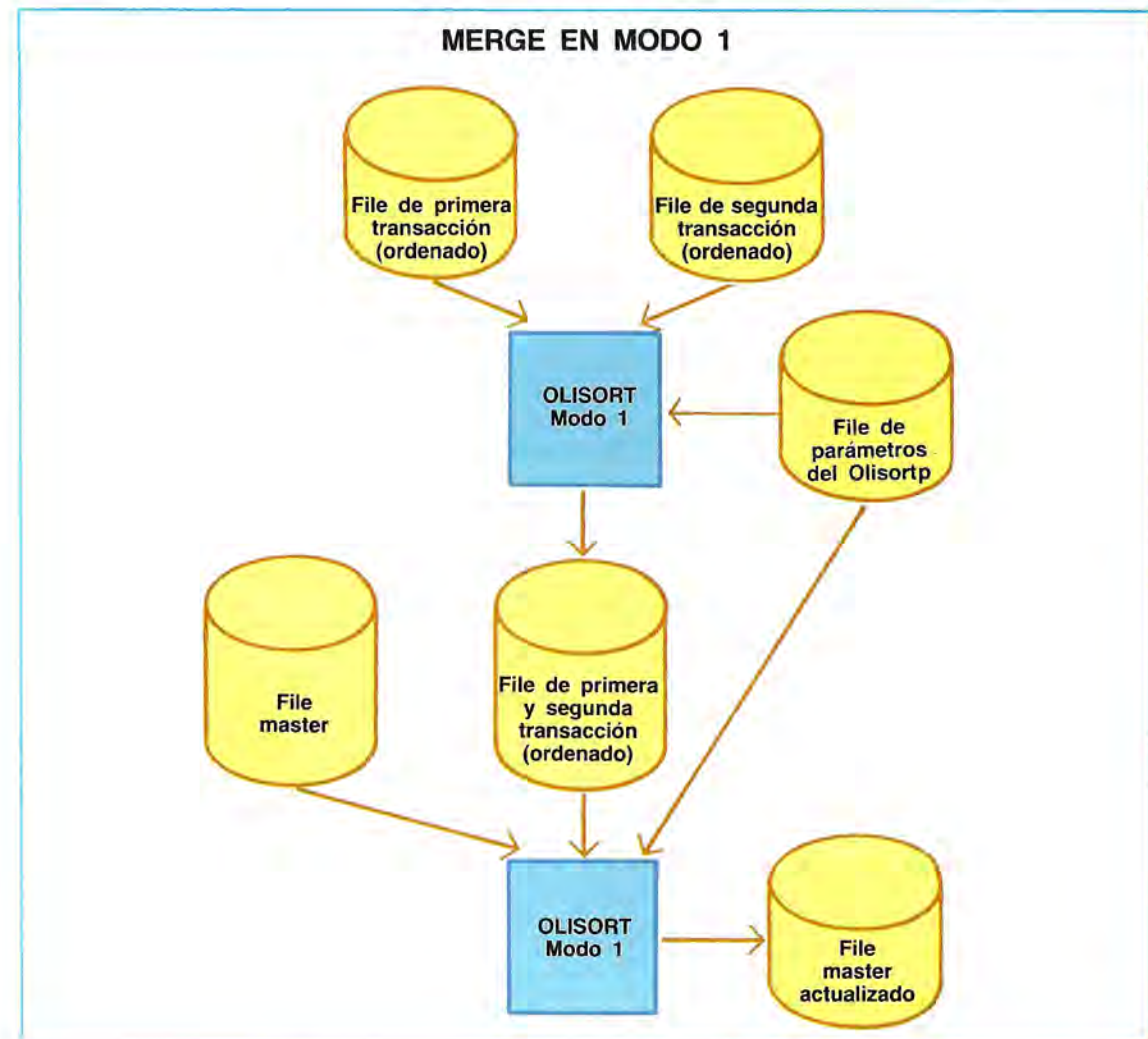 MERGE EN MODO 1
File de primera
transacción
(ordenado)
File de segunda
transacción
(ordenado)
OLISORT
Modo 1
File de
parámetros
del Olisortp
File
master
File de primera
y segunda
transacción
(ordenado)
OLISORT
Modo 1
File
master
actualizado